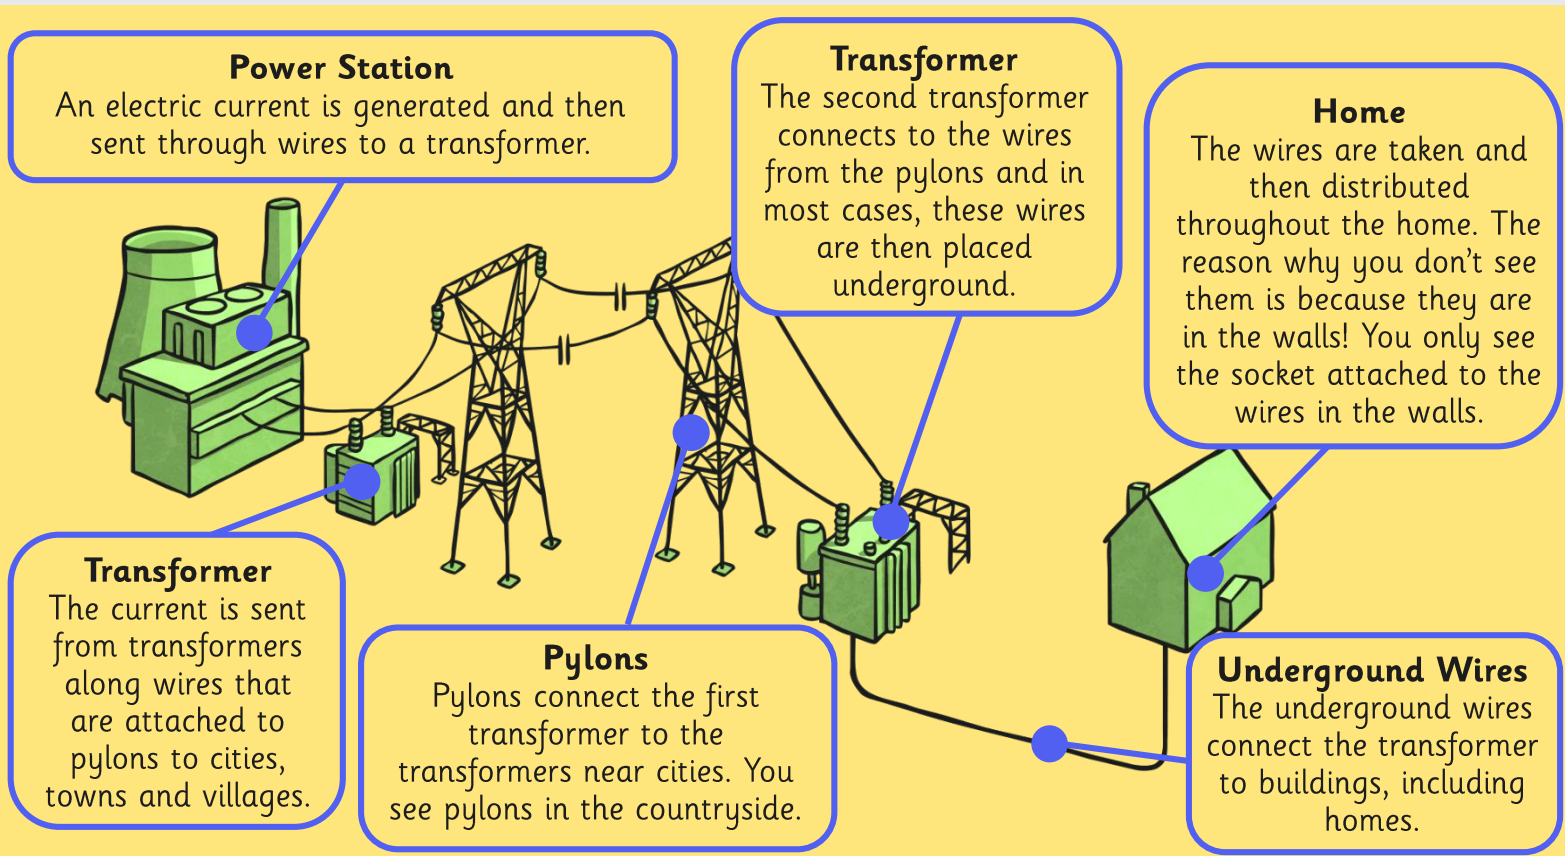 Power Station
An electric current is generated and then
sent through wires to a transformer.
Transformer
The second transformer
connects to the wires
from the pylons and in
most cases, these wires
are then placed
underground.
Home
The wires are taken and
then distributed
throughout the home. The
reason why you don't see
them is because they are
in the walls! You only see
the socket attached to the
wires in the walls.
Transformer
The current is sent
from transformers
along wires that
are attached to
pylons to cities,
towns and villages.
Pylons
Pylons connect the first
transformer to the
transformers near cities. You
see pylons in the countryside.
Underground Wires
The underground wires
connect the transformer
to buildings, including
homes.